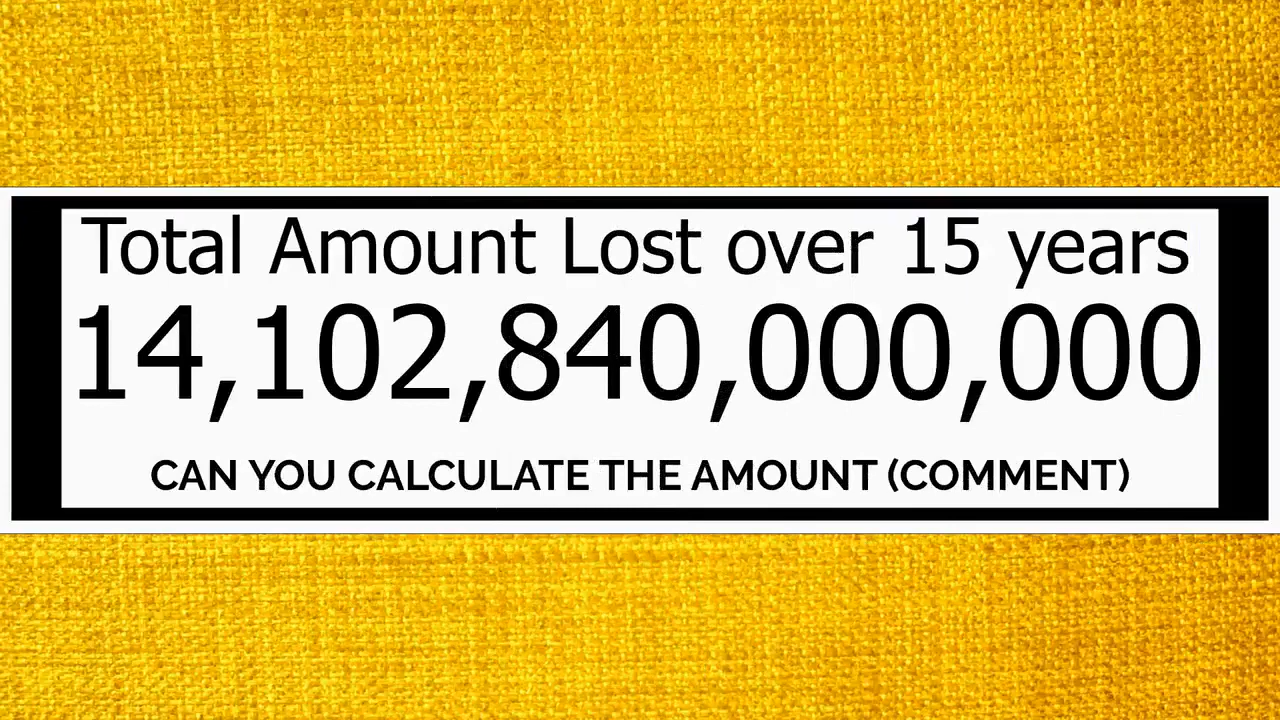 Total Amount Lost over 15 years
14,102,840,000,000
CAN YOU CALCULATE THE AMOUNT (COMMENT)